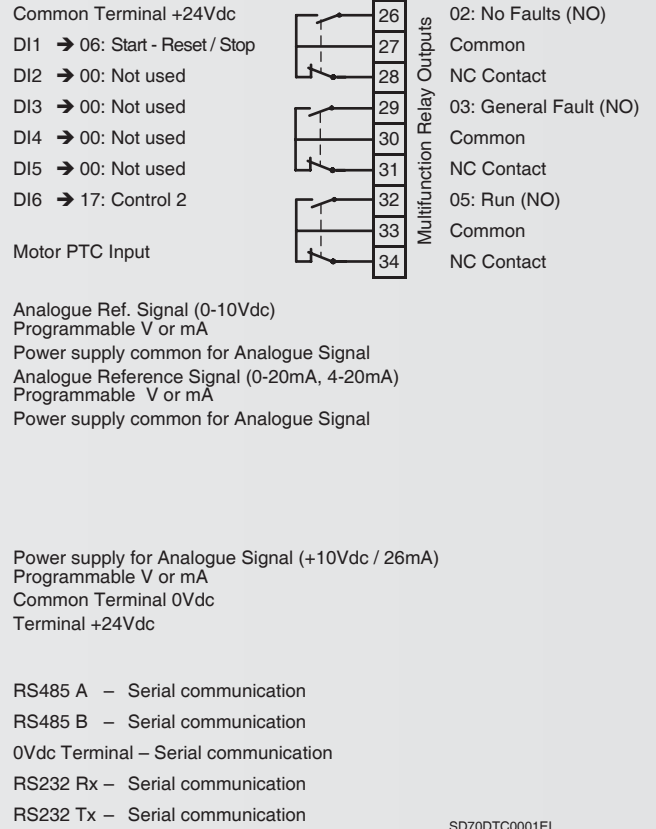 Common Terminal +24Vdc
DI1 ➔ 06: Start - Reset / Stop
DI2 ➔ 00: Not used
DI3 ➔ 00: Not used
DI4 ➔ 00: Not used
DI5 ➔ 00: Not used
DI6 ➔ 17: Control 2
Motor PTC Input
Analogue Ref. Signal (0-10Vdc)
Programmable V or mA
Power supply common for Analogue Signal
Analogue Reference Signal (0-20mA, 4-20mA)
Programmable V or mA
Power supply common for Analogue Signal
Power supply for Analogue Signal (+10Vdc / 26mA)
Programmable V or mA
Common Terminal 0Vdc
Terminal +24Vdc
RS485 A – Serial communication
RS485 B – Serial communication
0Vdc Terminal – Serial communication
RS232 Rx – Serial communication
RS232 Tx – Serial communication
26 02: No Faults (NO)
27 Common
28 NC Contact
29 03: General Fault (NO)
30 Common
31 NC Contact
32 05: Run (NO)
33 Common
34 NC Contact
Multifunction Relay Outputs